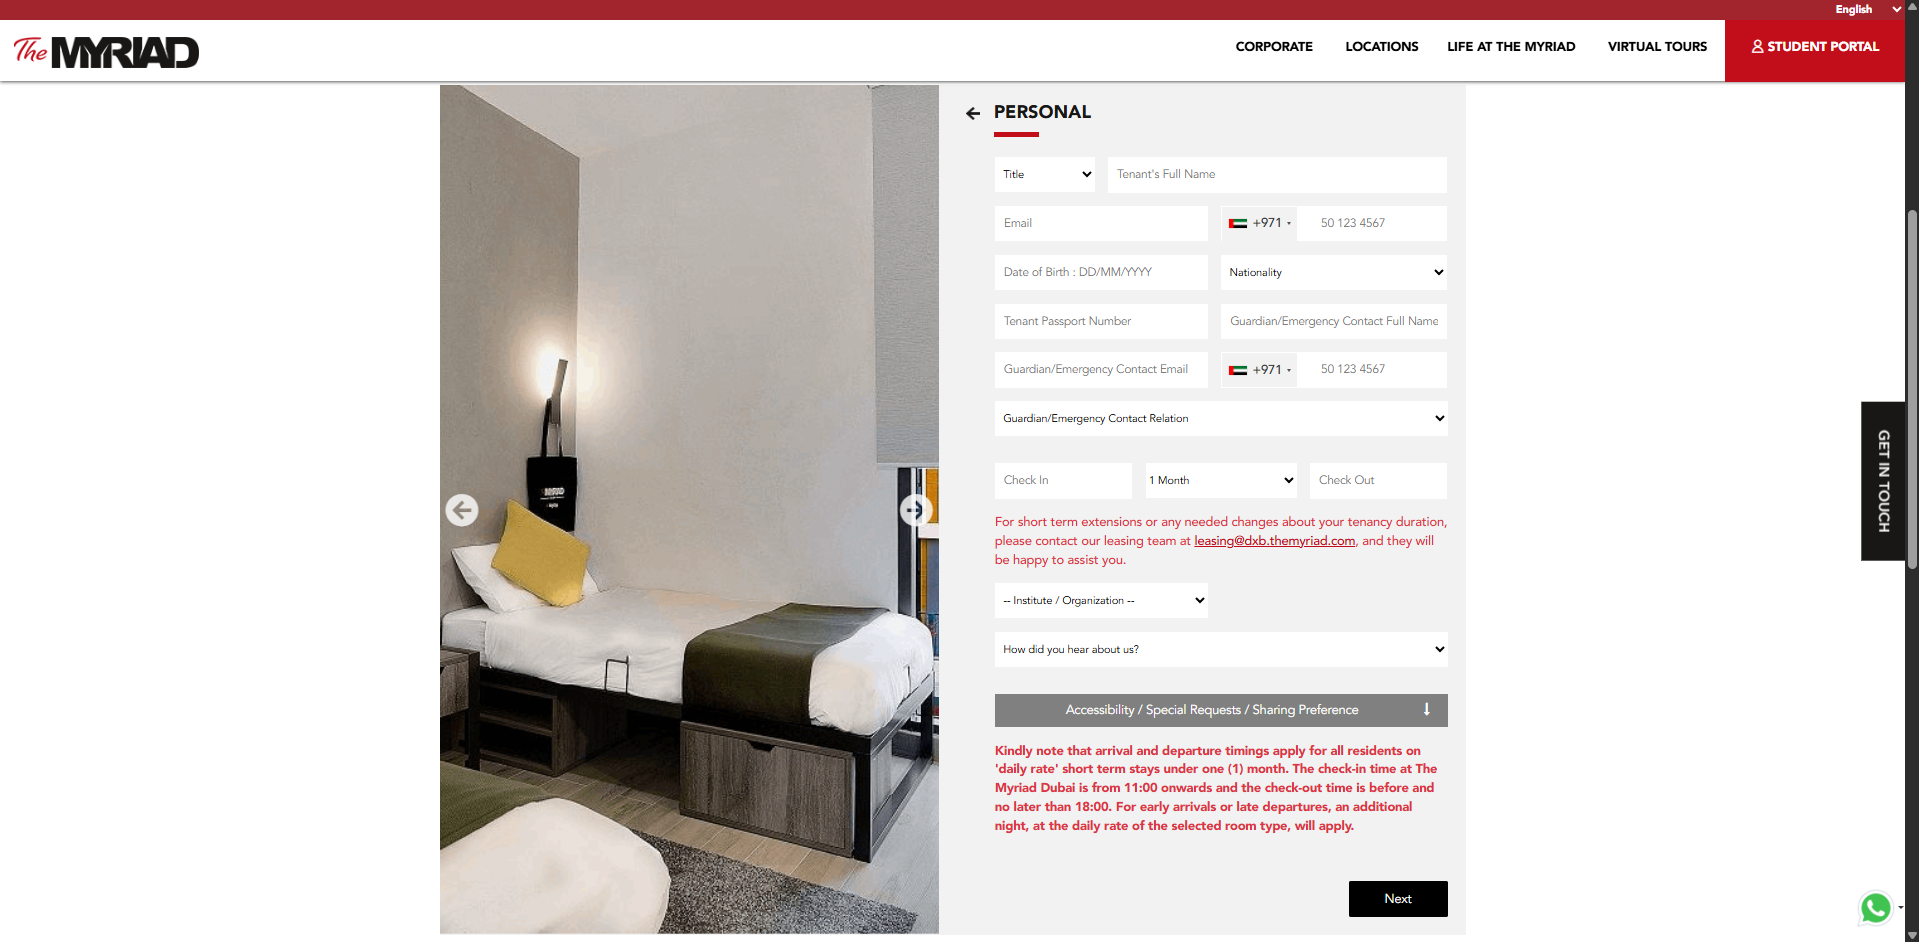 English
The MYRIAD
CORPORATE
LOCATIONS
LIFE AT THE MYRIAD
VIRTUAL TOURS
STUDENT PORTAL
PERSONAL
Title
Tenant's Full Name
Email
+971
50 123 4567
Date of Birth : DD/MM/YYYY
Nationality
Tenant Passport Number
Guardian/Emergency Contact Full Name
Guardian/Emergency Contact Email
+971
50 123 4567
Guardian/Emergency Contact Relation
Check In
1 Month
Check Out
For short term extensions or any needed changes about your tenancy duration,
please contact our leasing team at leasing@dxb.themyriad.com, and they will
be happy to assist you.
-- Institute / Organization --
How did you hear about us?
Accessibility / Special Requests / Sharing Preference
Kindly note that arrival and departure timings apply for all residents on
'daily rate' short term stays under one (1) month. The check-in time at The
Myriad Dubai is from 11:00 onwards and the check-out time is before and
no later than 18:00. For early arrivals or late departures, an additional
night, at the daily rate of the selected room type, will apply.
Next
GET IN TOUCH
MYRIAD